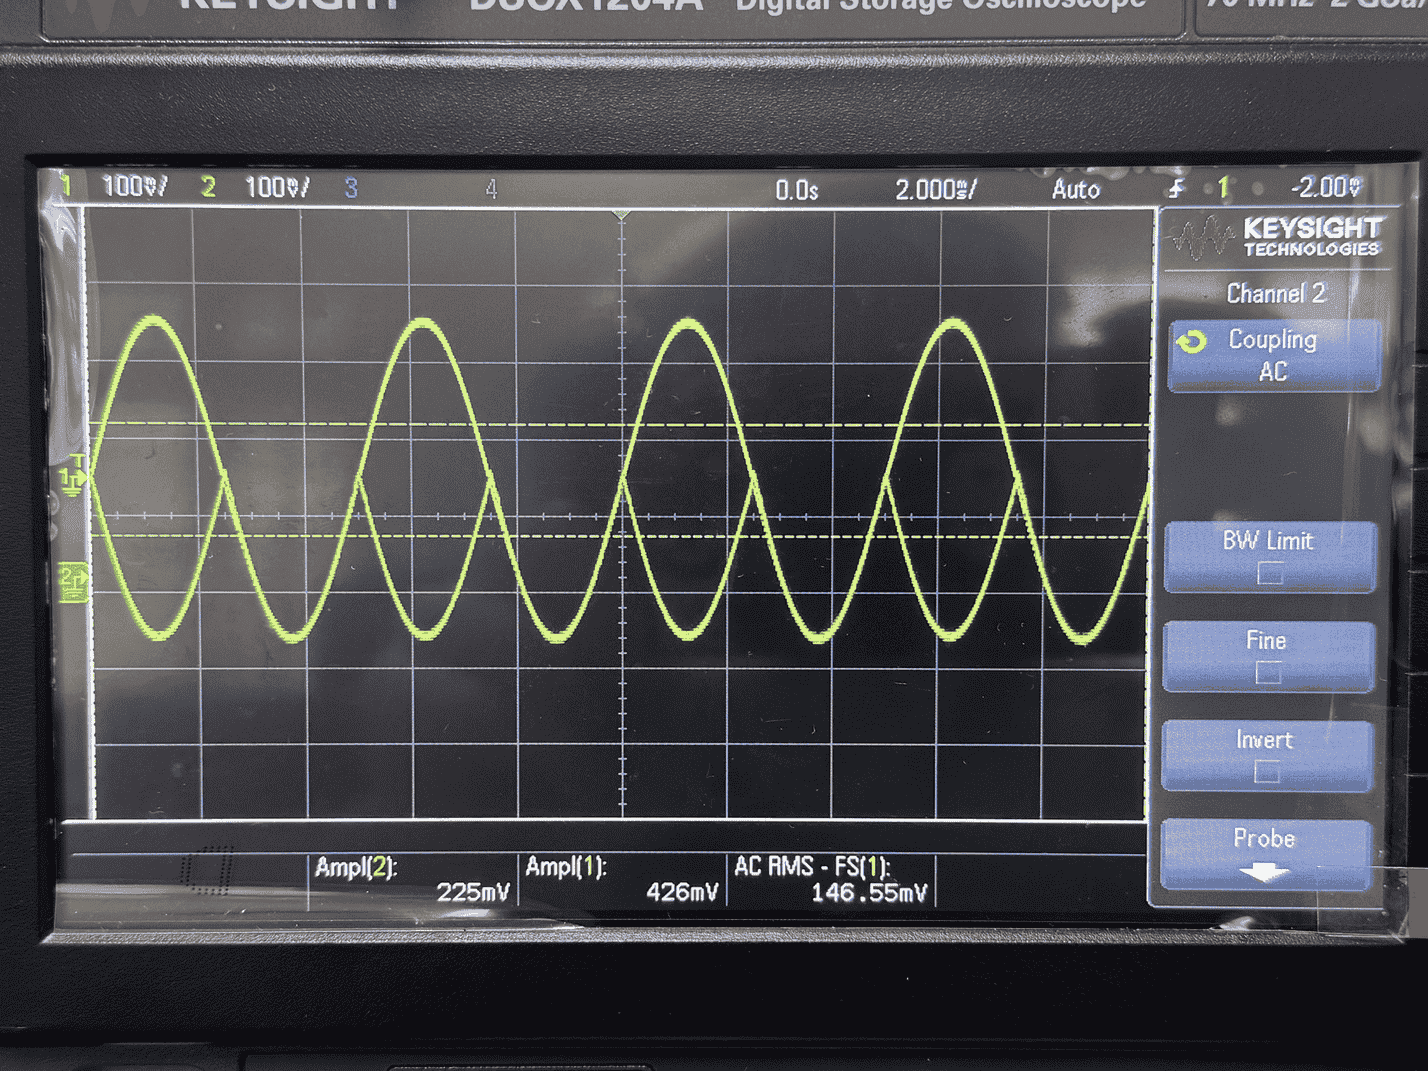 KEYSIGHT DSOX1204A Digital Storage Oscilloscope 70 MHz 2 GSa/
1 100mV/ 2 100mV/ 3 4 0.0s 2.000ms/ Auto 1 -2.00mV
KEYSIGHT
TECHNOLOGIES
Channel 2
Coupling
AC
T
1
2
BW Limit
Fine
Invert
Probe
Ampl(2): Ampl(1): AC RMS - FS(1):
225mV 426mV 146.55mV